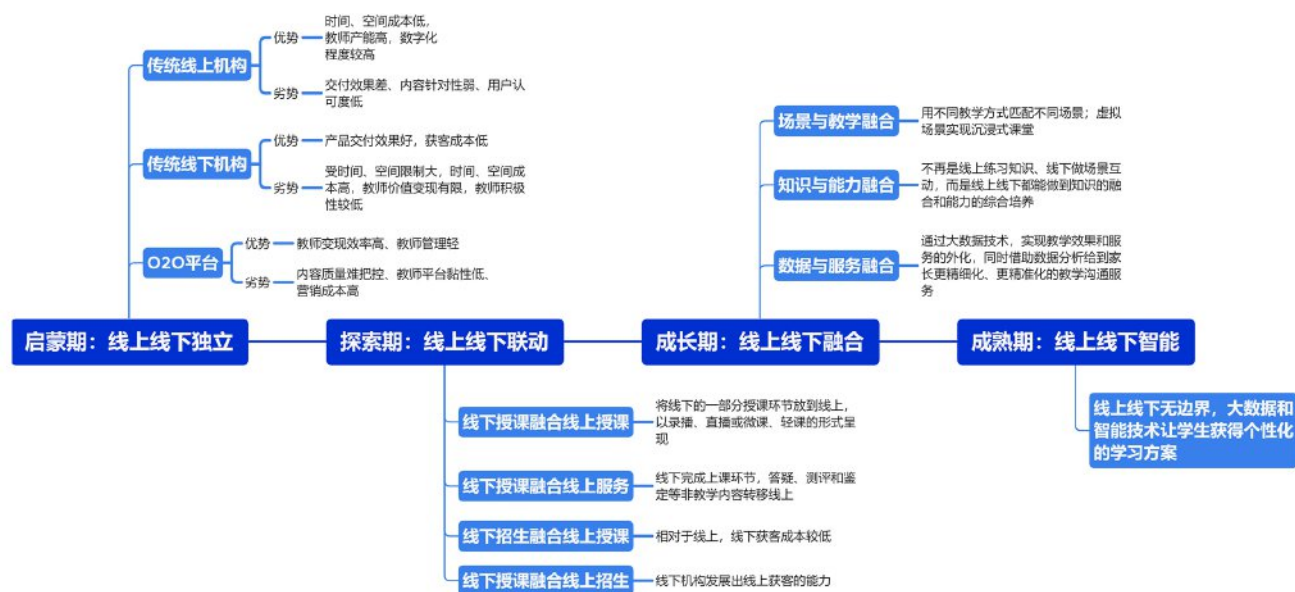 传统线上机构
优势
时间、空间成本低，
教师产能高，数字化
程度较高
劣势
交付效果差、内容针对性弱、用户认
可度低
传统线下机构
优势
产品交付效果好，获客成本低
劣势
受时间、空间限制大，时间、空间成
本高，教师价值变现有限，教师积极
性较低
O2O平台
优势
教师变现效率高、教师管理轻
劣势
内容质量难把控、教师平台黏性低、
营销成本高
场景与教学融合
用不同教学方式匹配不同场景；虚拟
场景实现沉浸式课堂
知识与能力融合
不再是线上练习知识、线下做场景互
动，而是线上线下都能做到知识的融
合和能力的综合培养
数据与服务融合
通过大数据技术，实现教学效果和服
务的外化，同时借助数据分析给到家
长更精细化、更精准化的教学沟通服
务
启蒙期：线上线下独立
探索期：线上线下联动
成长期：线上线下融合
成熟期：线上线下智能
线下授课融合线上授课
将线下的一部分授课环节放到线上，
以录播、直播或微课、轻课的形式呈
现
线下授课融合线上服务
线下完成上课环节，答疑、测评和鉴
定等非教学内容转移线上
线下招生融合线上授课
相对于线上，线下获客成本较低
线下授课融合线上招生
线下机构发展出线上获客的能力
线上线下无边界，大数据和
智能技术让学生获得个性化
的学习方案